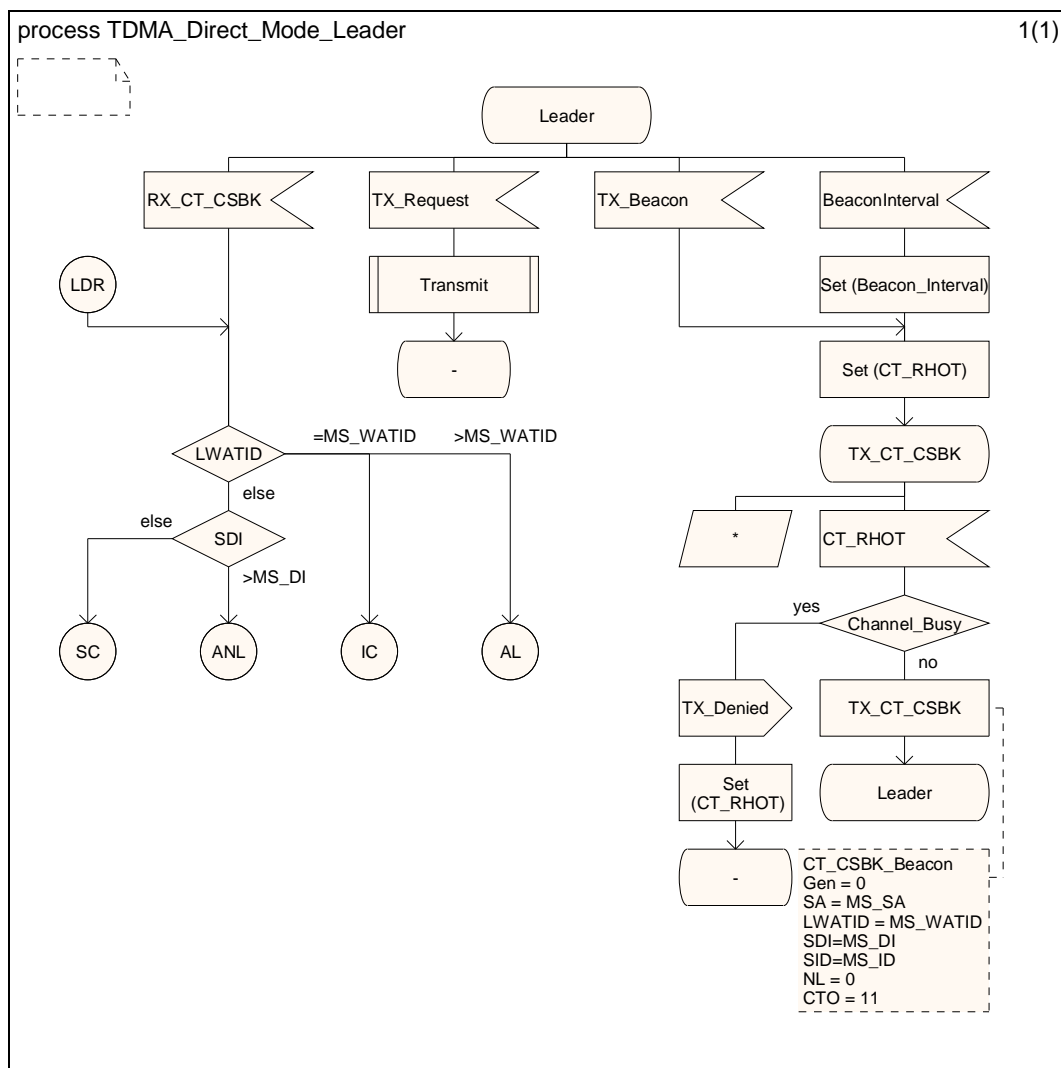 process TDMA_Direct_Mode_Leader 1(1)
Leader
RX_CT_CSBK TX_Request TX_Beacon BeaconInterval
LDR Transmit Set (Beacon_Interval)
- Set (CT_RHOT)
LWATID =MS_WATID >MS_WATID TX_CT_CSBK
else
else SDI * CT_RHOT
>MS_DI
yes Channel_Busy
SC ANL IC AL no
TX_Denied TX_CT_CSBK
Set
(CT_RHOT)
Leader
-
CT_CSBK_Beacon
Gen = 0
SA = MS_SA
LWATID = MS_WATID
SDI=MS_DI
SID=MS_ID
NL = 0
CTO = 11